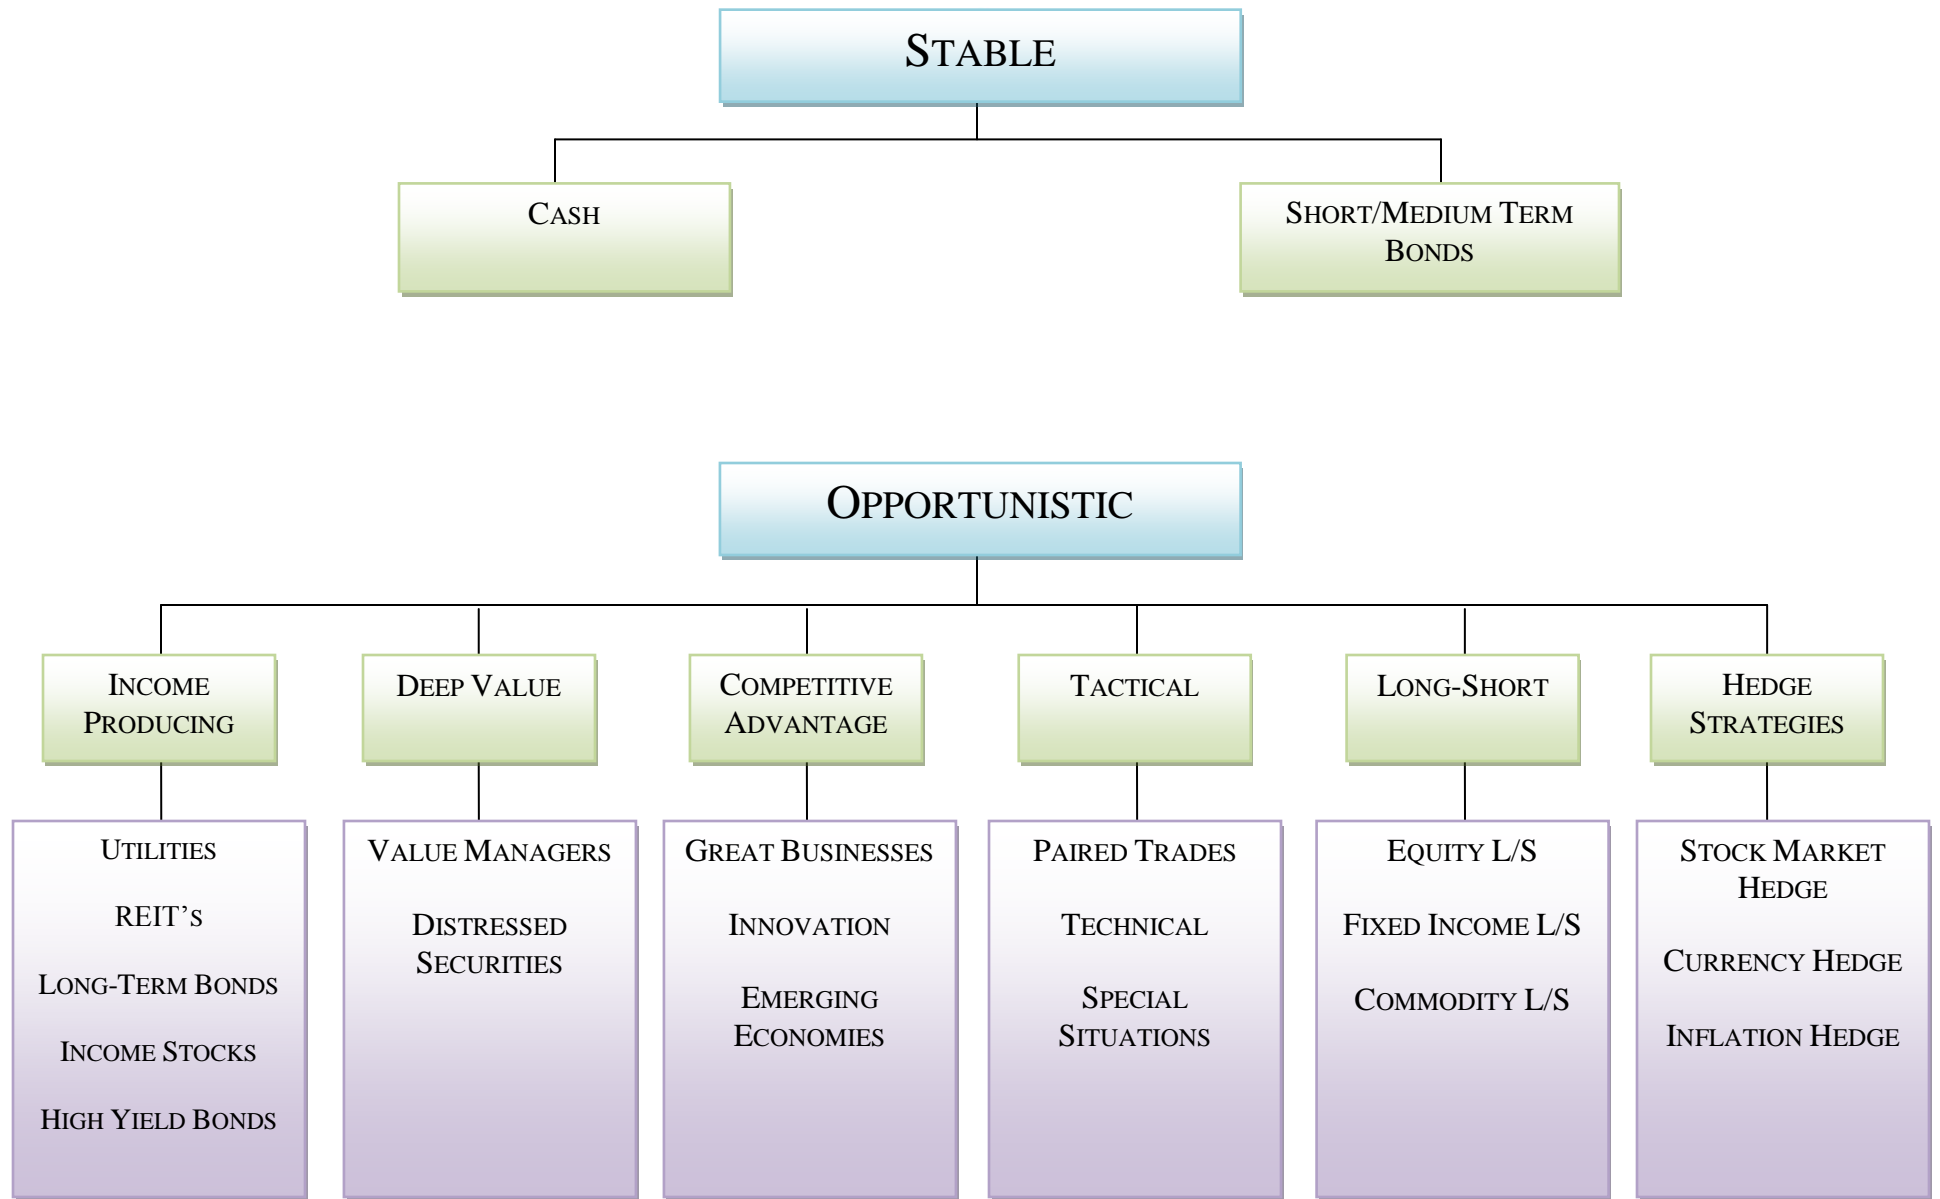 STABLE
CASH
SHORT/MEDIUM TERM
BONDS
OPPORTUNISTIC
INCOME
PRODUCING
DEEP VALUE
COMPETITIVE
ADVANTAGE
TACTICAL
LONG-SHORT
HEDGE
STRATEGIES
UTILITIES
REIT'S
LONG-TERM BONDS
INCOME STOCKS
HIGH YIELD BONDS
VALUE MANAGERS
DISTRESSED
SECURITIES
GREAT BUSINESSES
INNOVATION
EMERGING
ECONOMIES
PAIRED TRADES
TECHNICAL
SPECIAL
SITUATIONS
EQUITY L/S
FIXED INCOME L/S
COMMODITY L/S
STOCK MARKET
HEDGE
CURRENCY HEDGE
INFLATION HEDGE